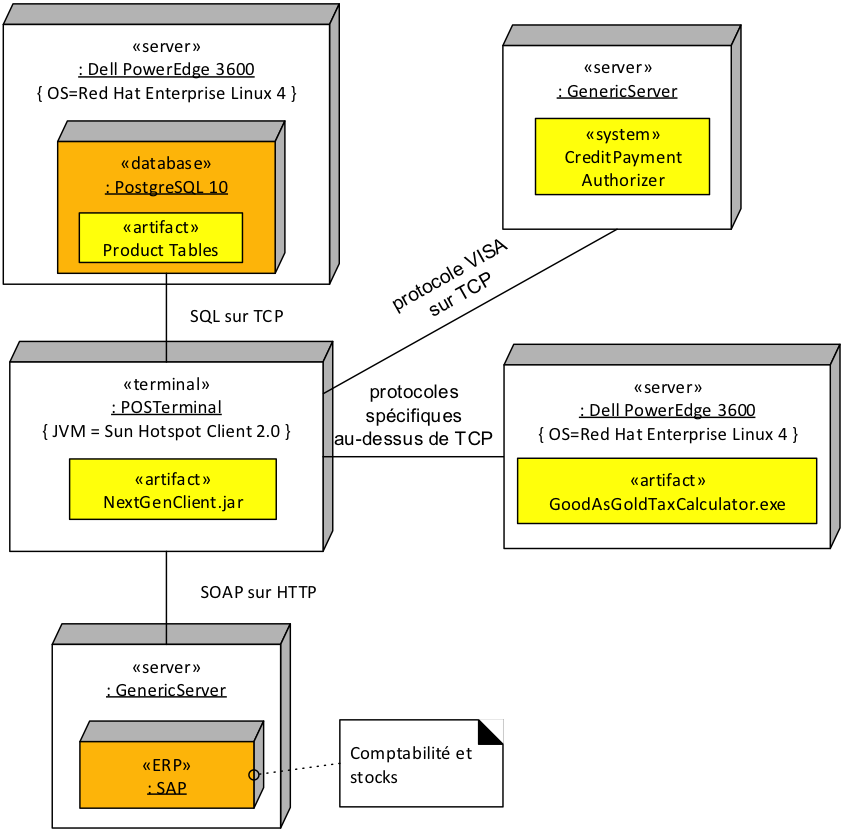 «server»
: Dell PowerEdge 3600
{ OS=Red Hat Enterprise Linux 4 }
«database»
: PostgreSQL 10
«artifact»
Product Tables
«server»
: GenericServer
«system»
CreditPayment
Authorizer
SQL sur TCP
protocole VISA
sur TCP
«terminal»
: POSTerminal
{ JVM = Sun Hotspot Client 2.0 }
«artifact»
NextGenClient.jar
protocoles
spécifiques
au-dessus de TCP
«server»
: Dell PowerEdge 3600
{ OS=Red Hat Enterprise Linux 4 }
«artifact»
GoodAsGoldTaxCalculator.exe
SOAP sur HTTP
«server»
: GenericServer
«ERP»
: SAP
Comptabilité et
stocks